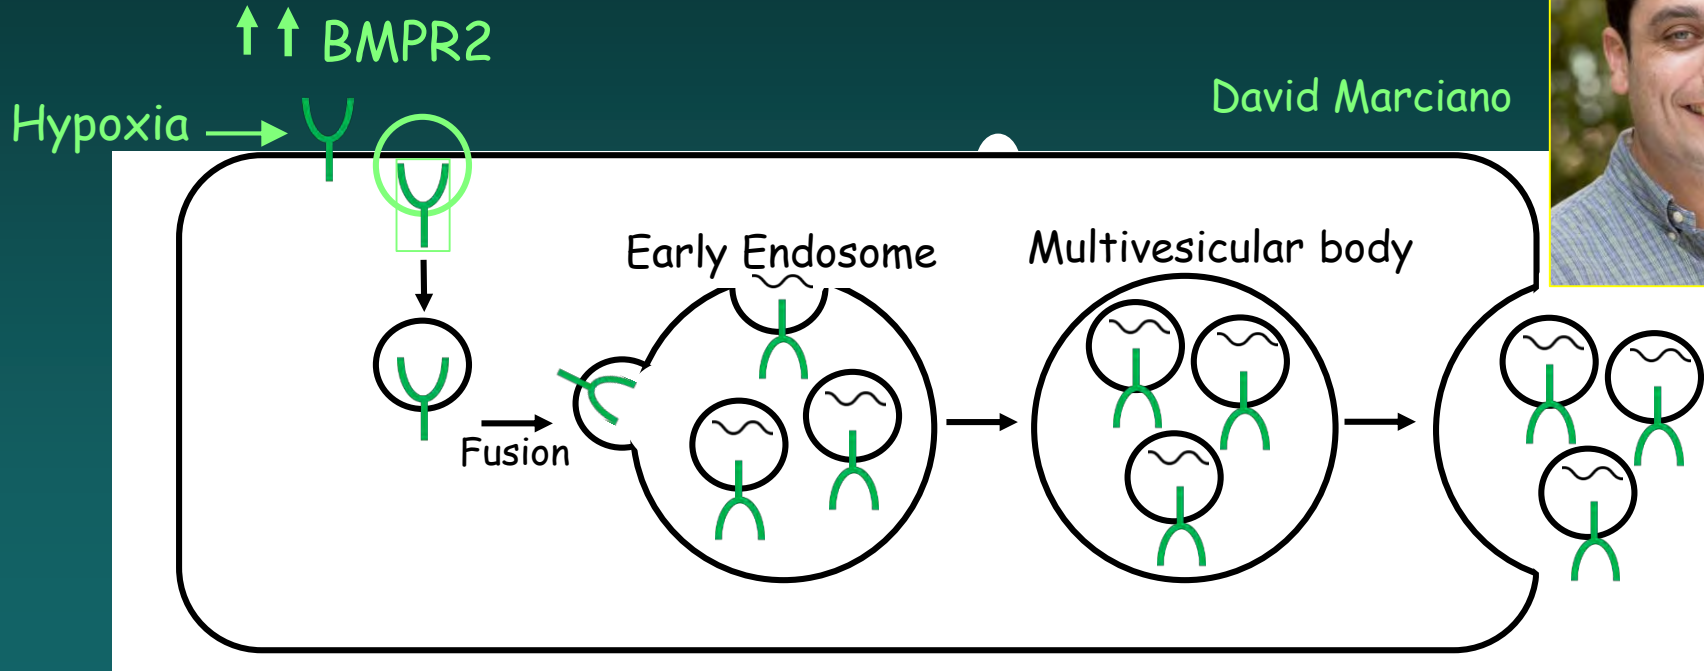 ↑ ↑ BMPR2
David Marciano
Hypoxia
Early Endosome
Multivesicular body
Fusion